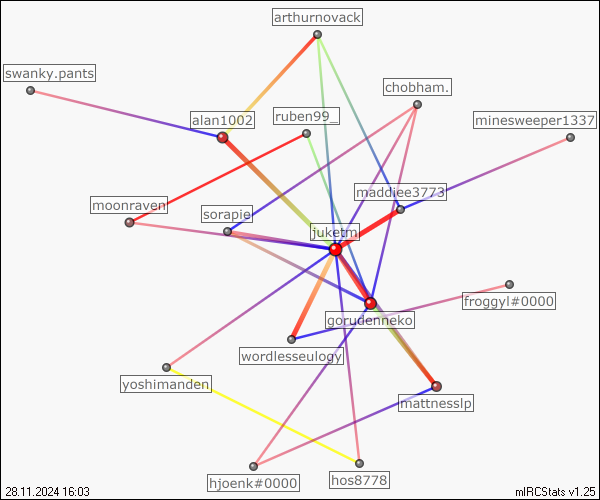 arthurnovack
swanky.pants
chobham.
alan1002
ruben99_
minesweeper1337
maddiee3773
moonraven
sorapie
juketm
froggyl#0000
gorudenneko
wordlesseulogy
yoshimanden
mattnesslp
hjoenk#0000
hos8778
28.11.2024 16:03
mIRCStats v1.25